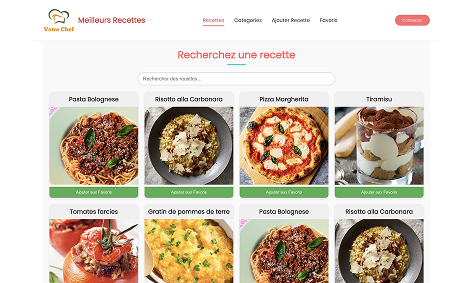 Votre Chef
Meilleurs Recettes
Recettes
Categories
Ajouter Recette
Favoris
Connexion
Recherchez une recette
Rechercher des recettes...
Pasta Bolognese
Risotto alla Carbonara
Pizza Margherita
Tiramisu
Ajouter aux Favoris
Ajouter aux Favoris
Ajouter aux Favoris
Ajouter aux Favoris
Tomates farcies
Gratin de pommes de terre
Pasta Bolognese
Risotto alla Carbonara